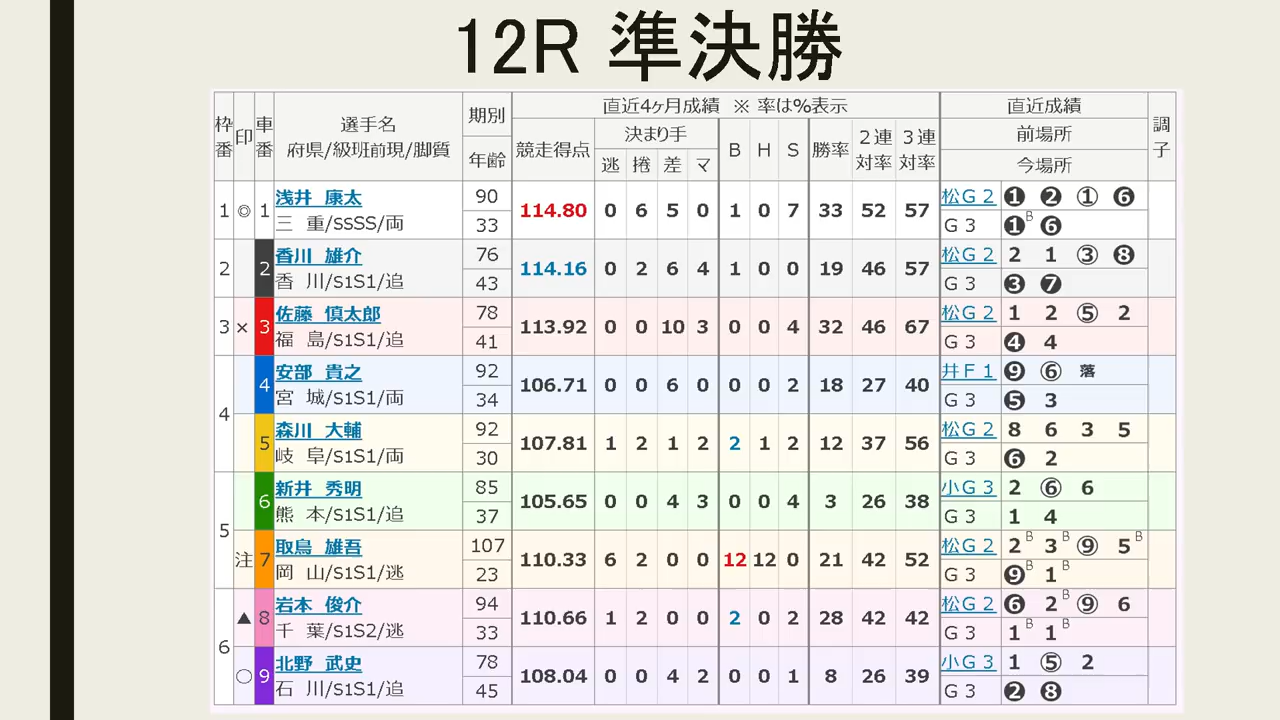 12R 準決勝
枠番 印 車番 選手名 府県/級班前現/脚質 期別 年齢 直近4ヶ月成績 ※ 率は%表示 直近成績 調子
競走得点 決まり手 B H S 勝率 2連対率 3連対率 前場所
逃 捲 差 マ 今場所
1 ◎ 1 浅井 康太 90 114.80 0 6 5 0 1 0 7 33 52 57 松G2 ❶ ❷ ① ❻
三 重/SSSS/両 33 G3 ❶B ❻
2 2 香川 雄介 76 114.16 0 2 6 4 1 0 0 19 46 57 松G2 2 1 ③ ❽
香 川/S1S1/追 43 G3 ❸ ❼
3 × 3 佐藤 慎太郎 78 113.92 0 0 10 3 0 0 4 32 46 67 松G2 1 2 ⑤ 2
福 島/S1S1/追 41 G3 ❹ 4
4 4 安部 貴之 92 106.71 0 0 6 0 0 0 2 18 27 40 井F1 ❾ ⑥ 落
宮 城/S1S1/両 34 G3 ❺ 3
5 森川 大輔 92 107.81 1 2 1 2 2 1 2 12 37 56 松G2 8 6 3 5
岐 阜/S1S1/両 30 G3 ❻ 2
5 6 新井 秀明 85 105.65 0 0 4 3 0 0 4 3 26 38 小G3 2 ⑥ 6
熊 本/S1S1/追 37 G3 1 4
注 7 取鳥 雄吾 107 110.33 6 2 0 0 12 12 0 21 42 52 松G2 2B 3B ⑨ 5B
岡 山/S1S1/逃 23 G3 ❾B 1B
6 ▲ 8 岩本 俊介 94 110.66 1 2 0 0 2 0 2 28 42 42 松G2 ❻ 2B ⑨ 6
千 葉/S1S2/逃 33 G3 1B 1B
○ 9 北野 武史 78 108.04 0 0 4 2 0 0 1 8 26 39 小G3 1 ⑤ 2
石 川/S1S1/追 45 G3 ❷ ❽